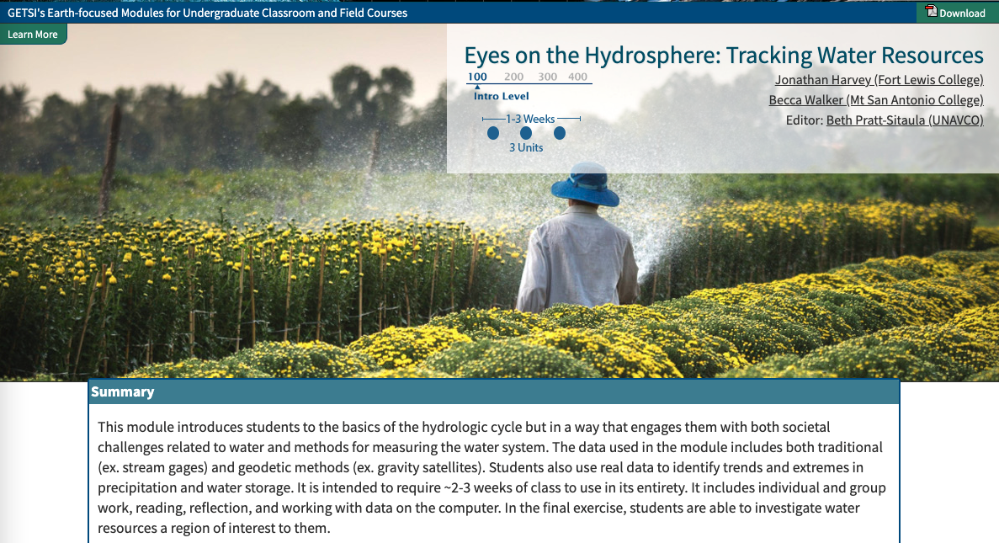 GETSI's Earth-focused Modules for Undergraduate Classroom and Field Courses
Download
Learn More
Eyes on the Hydrosphere: Tracking Water Resources
100 200 300 400
Intro Level
1-3 Weeks
3 Units
Jonathan Harvey (Fort Lewis College)
Becca Walker (Mt San Antonio College)
Editor: Beth Pratt-Sitaula (UNAVCO)
Summary
This module introduces students to the basics of the hydrologic cycle but in a way that engages them with both societal
challenges related to water and methods for measuring the water system. The data used in the module includes both traditional
(ex. stream gages) and geodetic methods (ex. gravity satellites). Students also use real data to identify trends and extremes in
precipitation and water storage. It is intended to require ~2-3 weeks of class to use in its entirety. It includes individual and group
work, reading, reflection, and working with data on the computer. In the final exercise, students are able to investigate water
resources a region of interest to them.